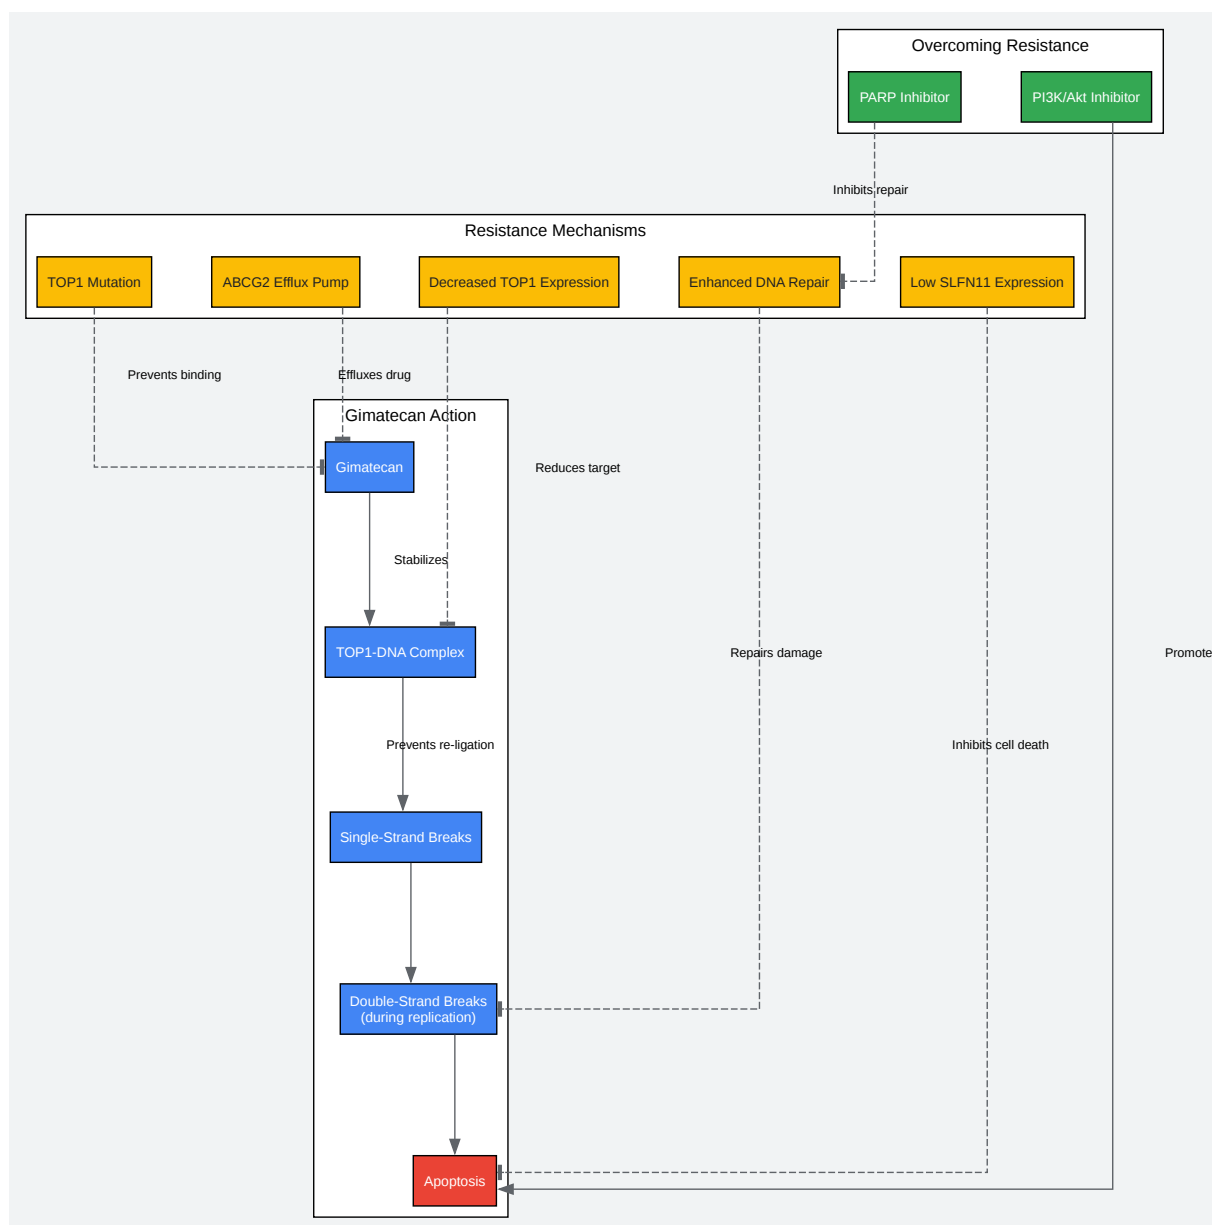 Overcoming Resistance
PARP Inhibitor
PI3K/Akt Inhibitor
Inhibits repair
Resistance Mechanisms
TOP1 Mutation
ABCG2 Efflux Pump
Decreased TOP1 Expression
Enhanced DNA Repair
Low SLFN11 Expression
Prevents binding
Effluxes drug
Gimatecan Action
Gimatecan
Reduces target
Stabilizes
TOP1-DNA Complex
Repairs damage
Promote
Prevents re-ligation
Inhibits cell death
Single-Strand Breaks
Double-Strand Breaks
(during replication)
Apoptosis